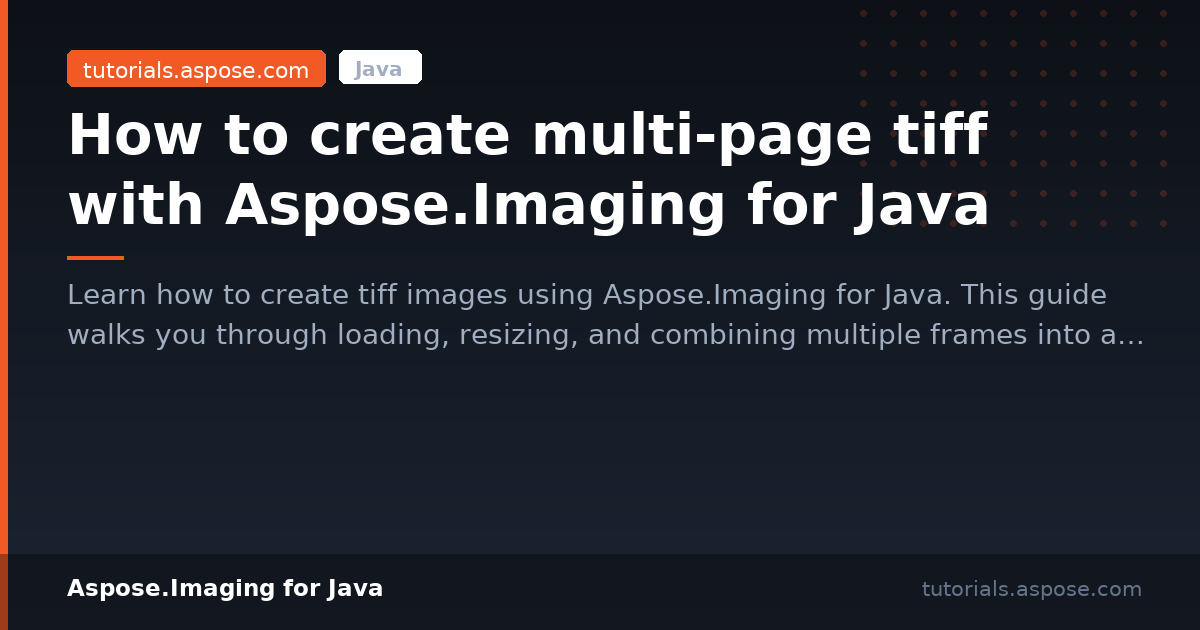 tutorials.aspose.com
Java
How to create multi-page tiff
with Aspose.Imaging for Java
Learn how to create tiff images using Aspose.Imaging for Java. This guide
walks you through loading, resizing, and combining multiple frames into a…
Aspose.Imaging for Java
tutorials.aspose.com